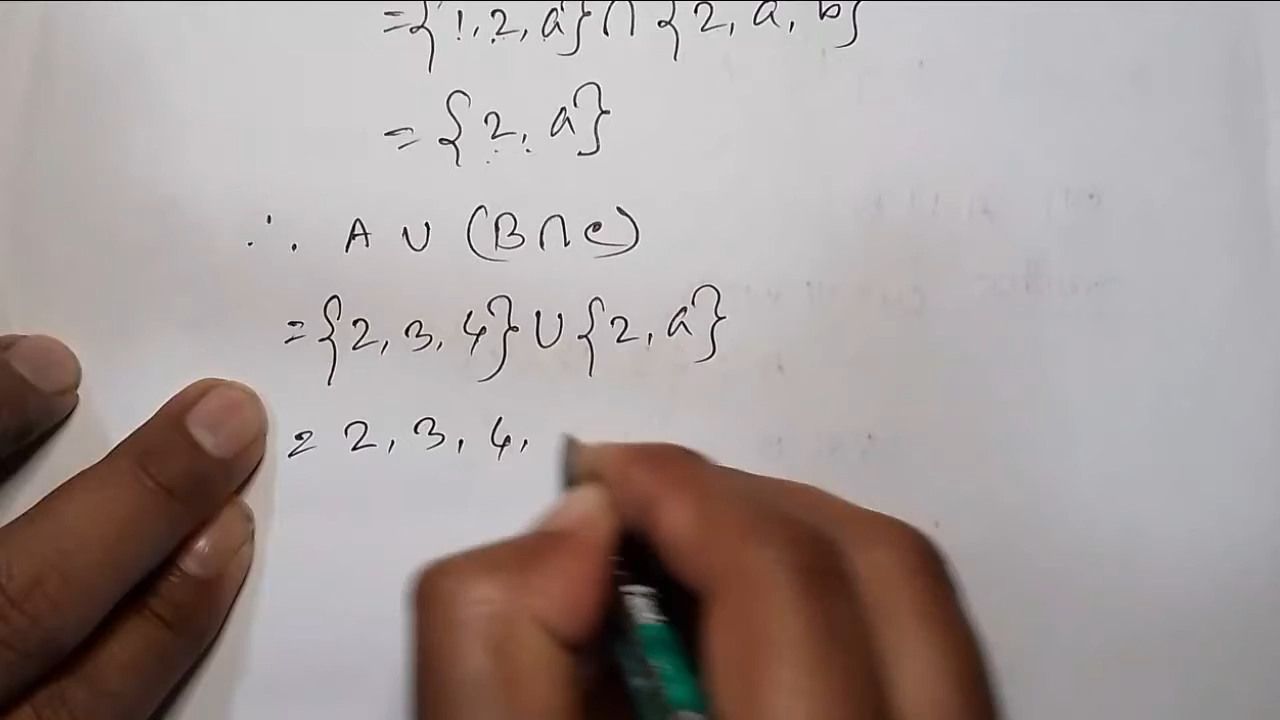 ={1,2,a}∩{2,a,b}
={2,a}
∴ A∪(B∩C)
={2,3,4}∪{2,a}
= 2,3,4,